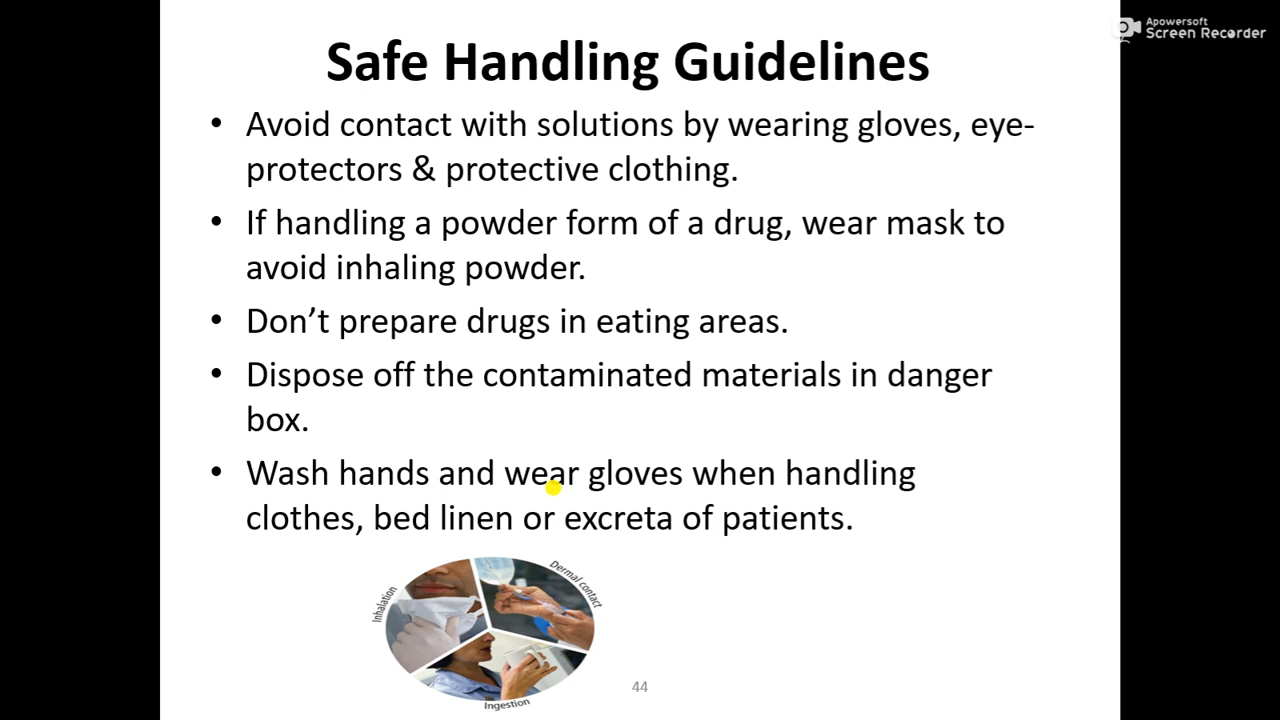 Apowersoft
Screen Recorder
Safe Handling Guidelines
• Avoid contact with solutions by wearing gloves, eye-
protectors & protective clothing.
• If handling a powder form of a drug, wear mask to
avoid inhaling powder.
• Don’t prepare drugs in eating areas.
• Dispose off the contaminated materials in danger
box.
• Wash hands and wear gloves when handling
clothes, bed linen or excreta of patients.
Inhalation
Dermal contact
Ingestion
44